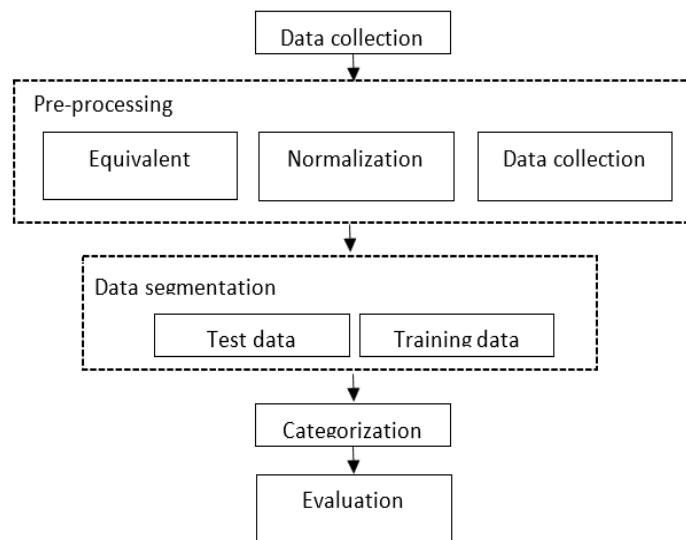 Data collection
Pre-processing
Equivalent
Normalization
Data collection
Data segmentation
Test data
Training data
Categorization
Evaluation